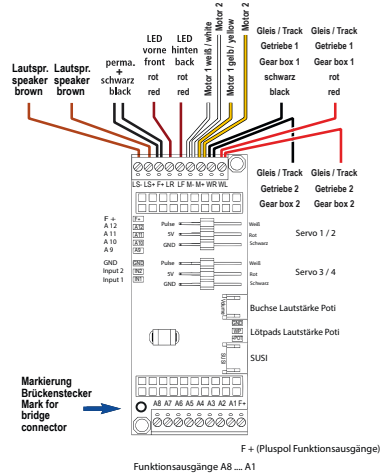 Lautspr.
speaker
brown
Lautspr.
speaker
brown
perma.
+
schwarz
black
LED
vorne
front
rot
red
LED
hinten
back
rot
red
Motor 1 weiß / white
Motor 2
Motor 1 gelb/ yellow
Motor 2
Gleis / Track
Getriebe 1
Gear box 1
schwarz
black
Gleis / Track
Getriebe 1
Gear box 1
rot
red
LS- LS+ F+ LR LF M- M+ WR WL
Gleis / Track
Getriebe 2
Gear box 2
Gleis / Track
Getriebe 2
Gear box 2
F + F+
A 12 A12
A 11 A11
A 10 A10
A 9 A9
GND GND
Input 2 IN2
Input 1 IN1
Pulse Weiß
5V Rot
GND Schwarz
Servo 1 / 2
Pulse Weiß
5V Rot
GND Schwarz
Servo 3 / 4
Buchse Lautstärke Poti
GND
Lötpads Lautstärke Poti
SUSI
SUSI
Markierung
Brückenstecker
Mark for
bridge
connector
A8 A7 A6 A5 A4 A3 A2 A1 F+
F + (Pluspol Funktionsausgänge)
Funktionsausgänge A8 .... A1